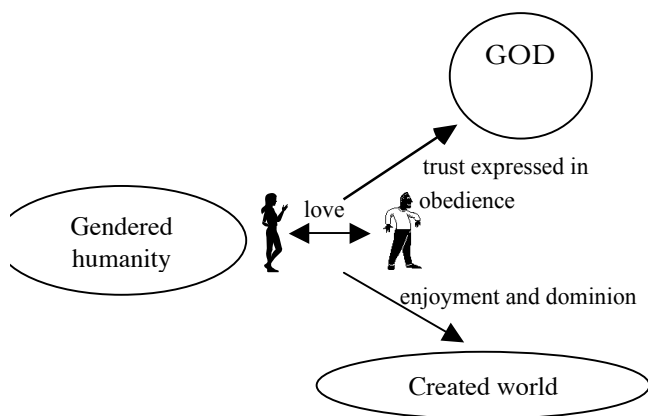 GOD
trust expressed in
obedience
love
Gendered
humanity
enjoyment and dominion
Created world